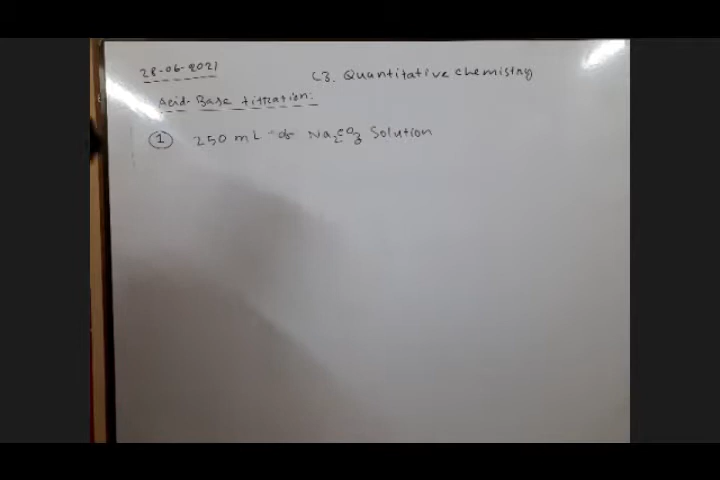 28-06-2021
C3. Quantitative chemistry
Acid-Base titration:
① 250 mL of Na₂CO₃ Solution